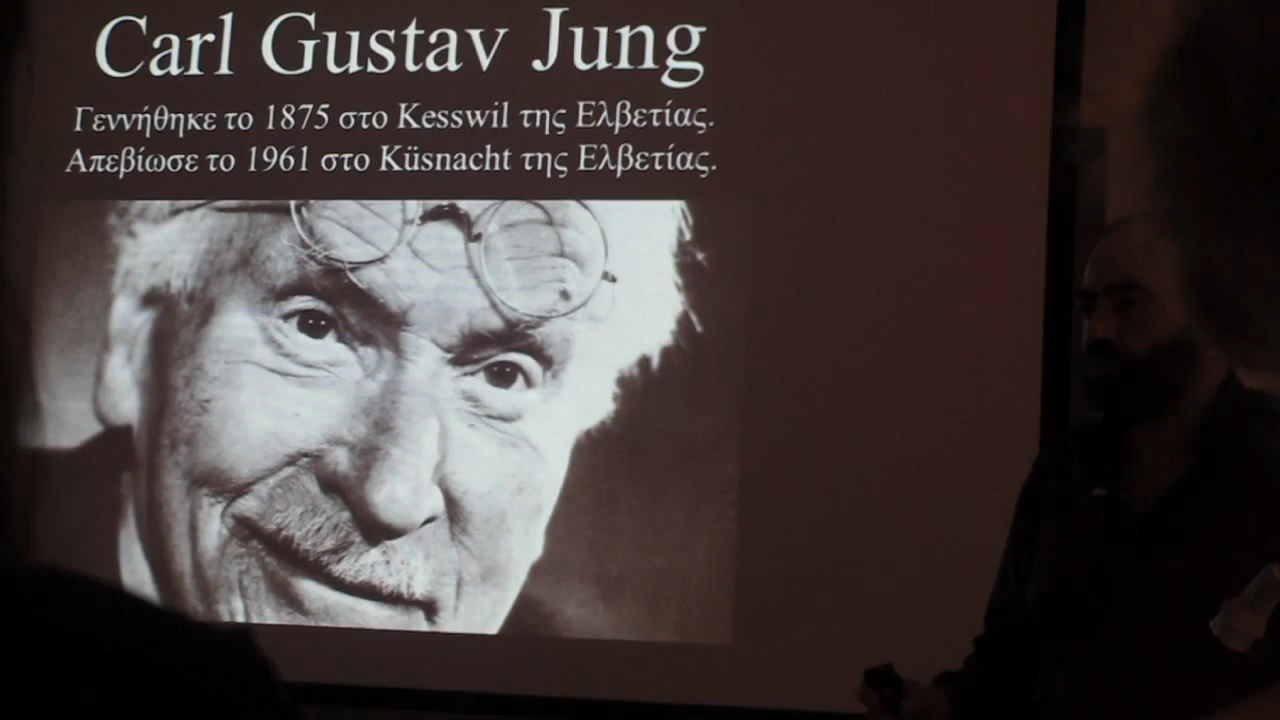 Carl Gustav Jung
Γεννήθηκε το 1875 στο Kesswil της Ελβετίας.
Απεβίωσε το 1961 στο Küsnacht της Ελβετίας.